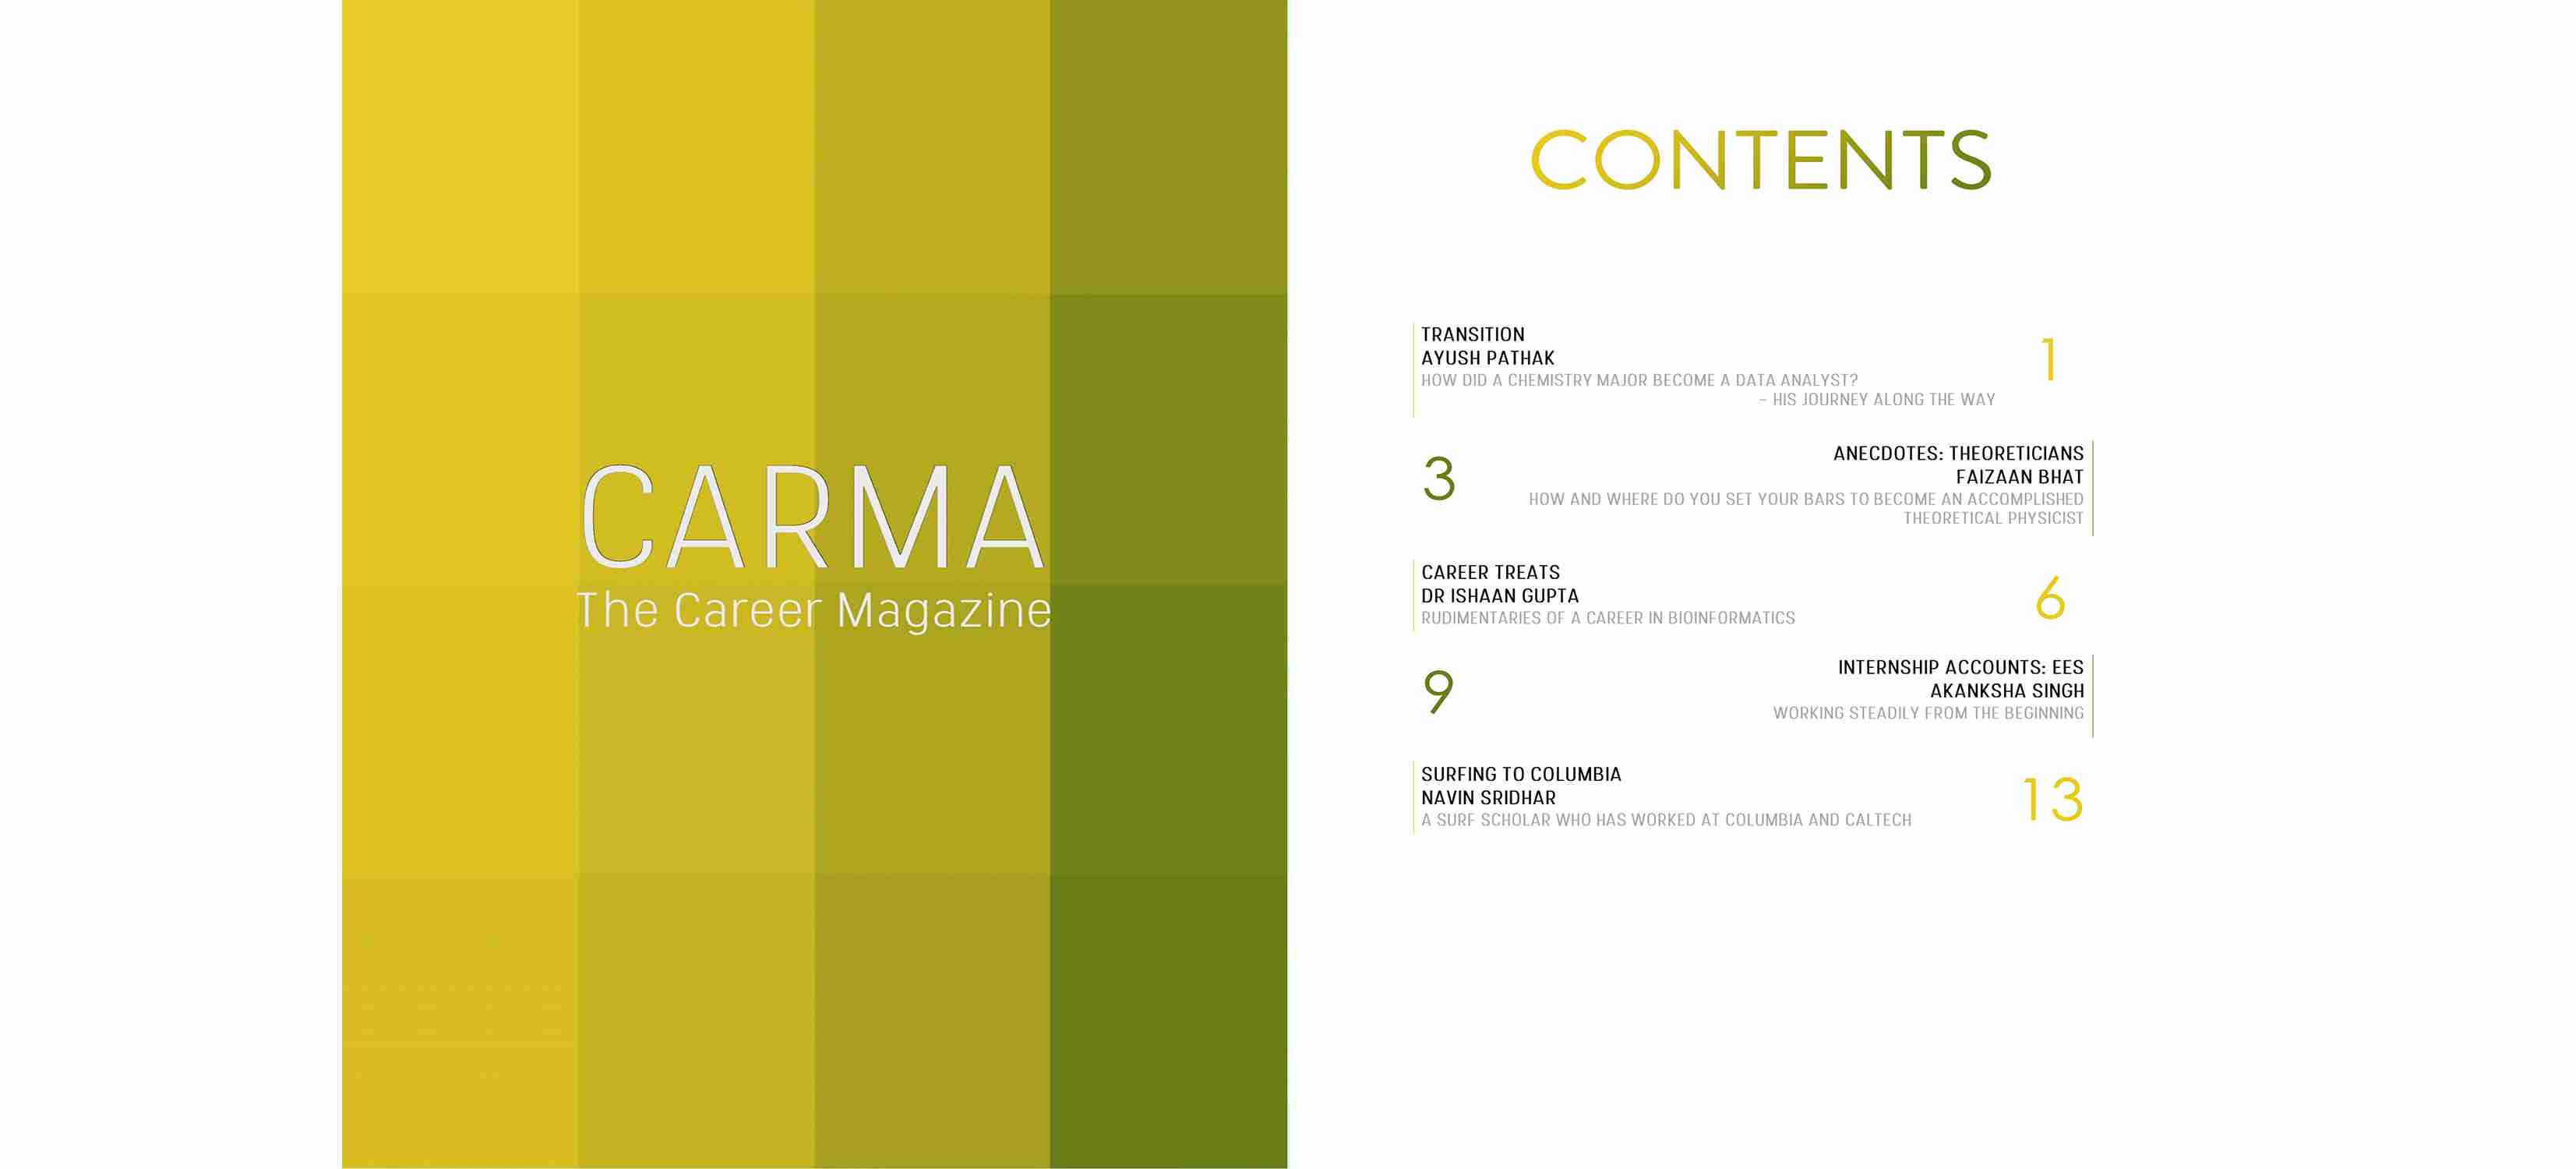 CARMA
The Career Magazine
CONTENTS
TRANSITION
AYUSH PATHAK
HOW DID A CHEMISTRY MAJOR BECOME A DATA ANALYST?
– HIS JOURNEY ALONG THE WAY
1
3
ANECDOTES: THEORETICIANS
FAIZAAN BHAT
HOW AND WHERE DO YOU SET YOUR BARS TO BECOME AN ACCOMPLISHED
THEORETICAL PHYSICIST
CAREER TREATS
DR ISHAAN GUPTA
RUDIMENTARIES OF A CAREER IN BIOINFORMATICS
6
9
INTERNSHIP ACCOUNTS: EES
AKANKSHA SINGH
WORKING STEADILY FROM THE BEGINNING
SURFING TO COLUMBIA
NAVIN SRIDHAR
A SURF SCHOLAR WHO HAS WORKED AT COLUMBIA AND CALTECH
13